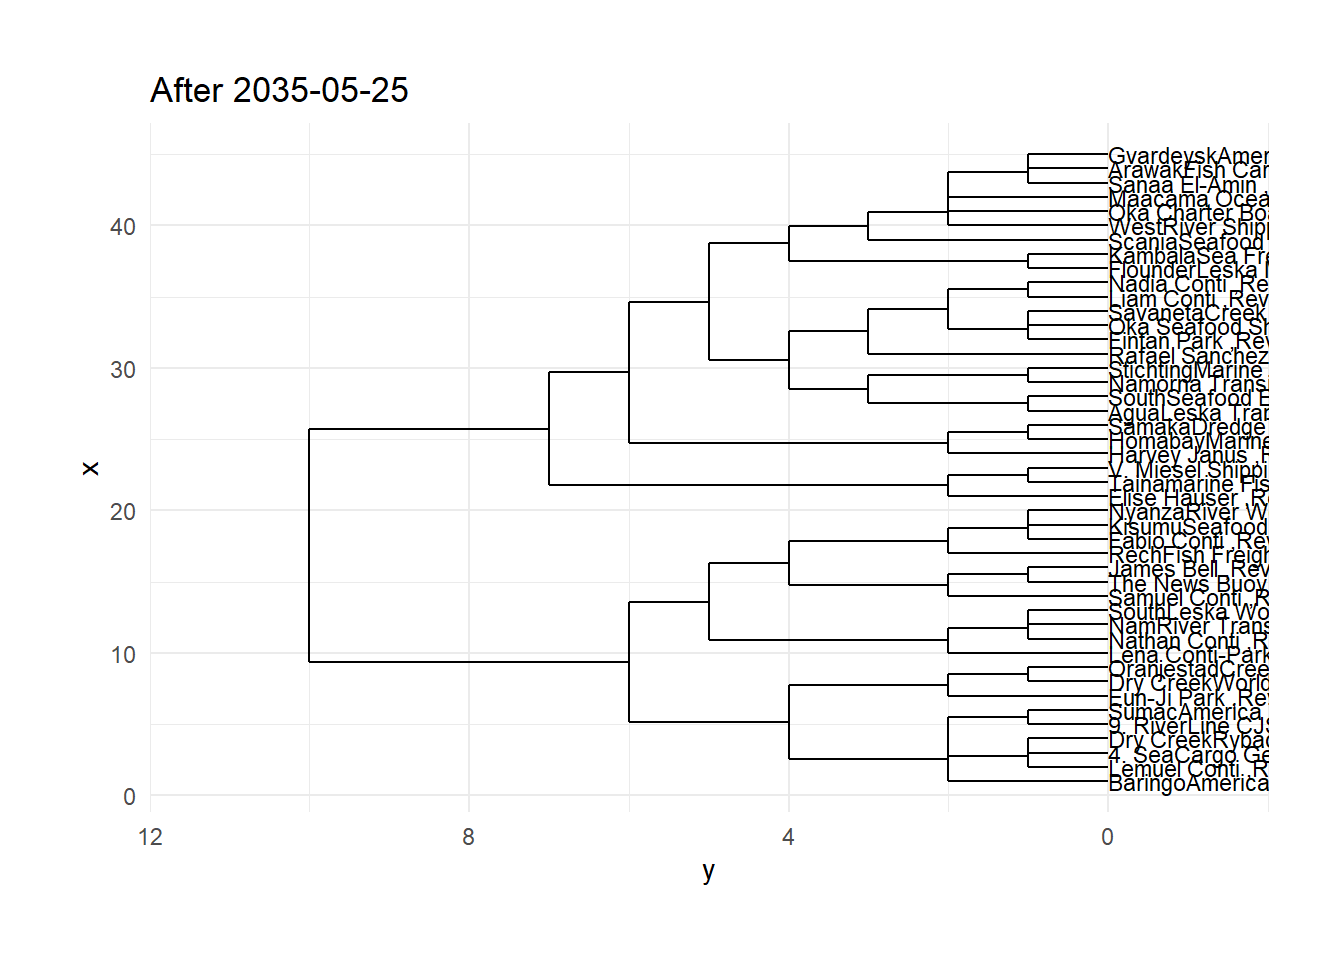 After 2035-05-25
GvardeyskAmer
ArawakFish Car
Sanaa El-Amin
Maacama Ocea
Oka Charter Boa
WestRiver Shipp
ScaniaSeafood
KambalaSea Fre
FlounderLeska
Nadia Conti .Re
Liam Conti .Rev
SavanetaCreek
Oka Seafood Sh
Fintan Park .Rev
Rafael Sanchez
StichtingMarine
Namorna Transi
SouthSeafood E
AguaLeska Tran
SamakaDredge
HomabayMarine
Harvey Janus .R
V. Miesel Shippi
Tainamarine Fis
Elise Hauser .Re
NyanzaRiver W
KisumuSeafood
Fabio Conti .Rev
RechFish Freigh
James Bell .Rev
The News Buoy
Samuel Conti .R
SouthLeska Wo
NamRiver Trans
Nathan Conti .R
Lena Conti-Park
OranjestadCree
Dry CreekWorld
Eun-Ji Park .Rev
SumacAmerica
9. RiverLine CJS
Dry CreekRybac
4. SeaCargo Ge
Lemuel Conti .R
BaringoAmerica
40
30
20
10
0
x
12 8 4 0
y